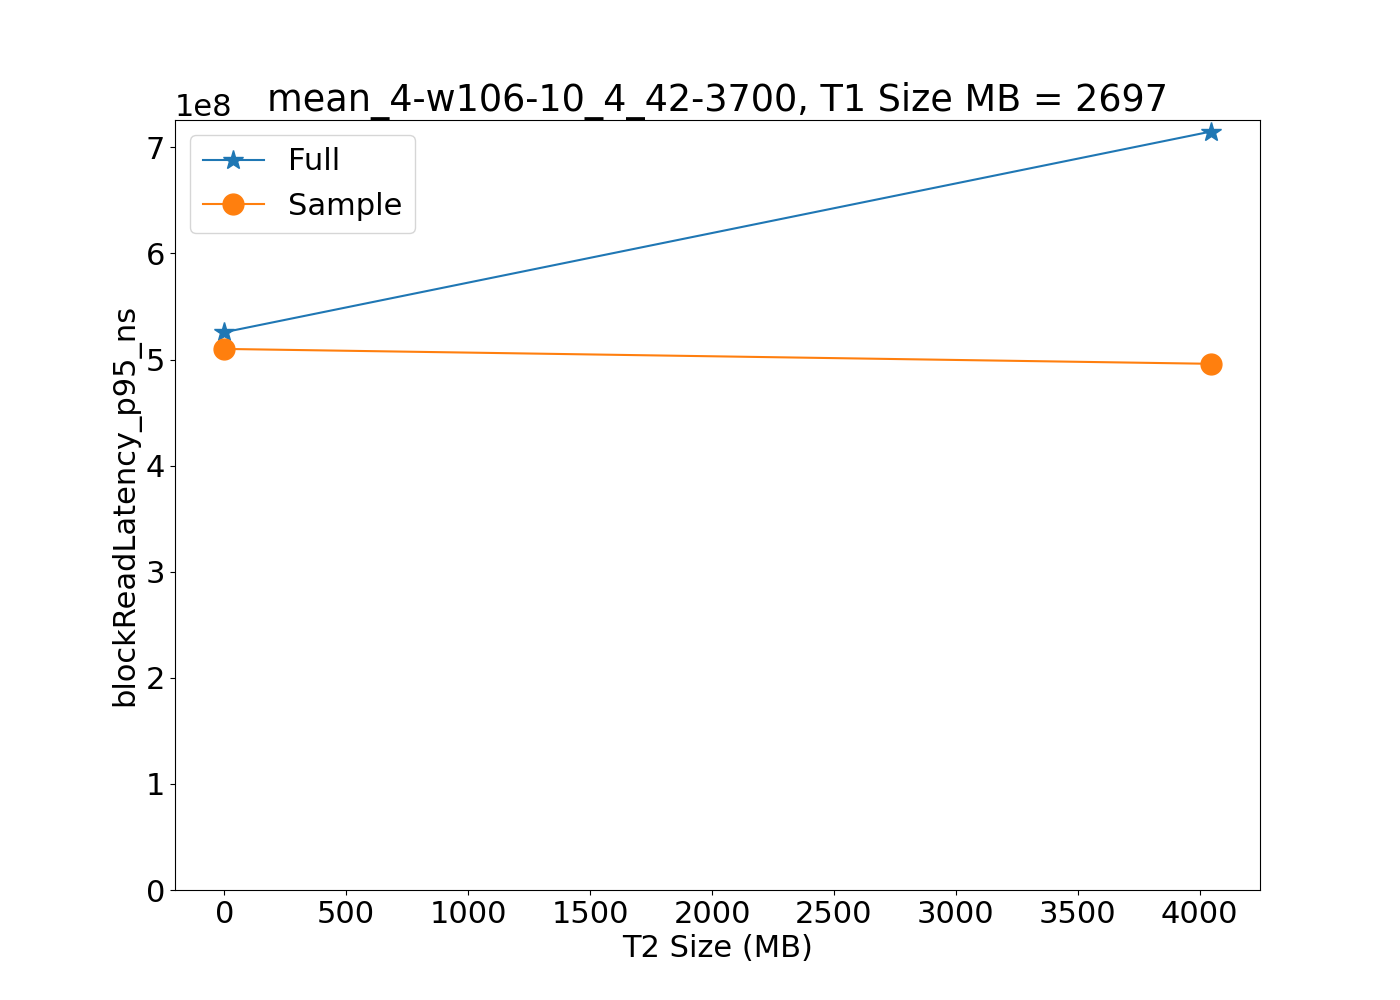 1e8
mean_4-w106-10_4_42-3700, T1 Size MB = 2697
Full
Sample
blockReadLatency_p95_ns
7
6
5
4
3
2
1
0
0 500 1000 1500 2000 2500 3000 3500 4000
T2 Size (MB)